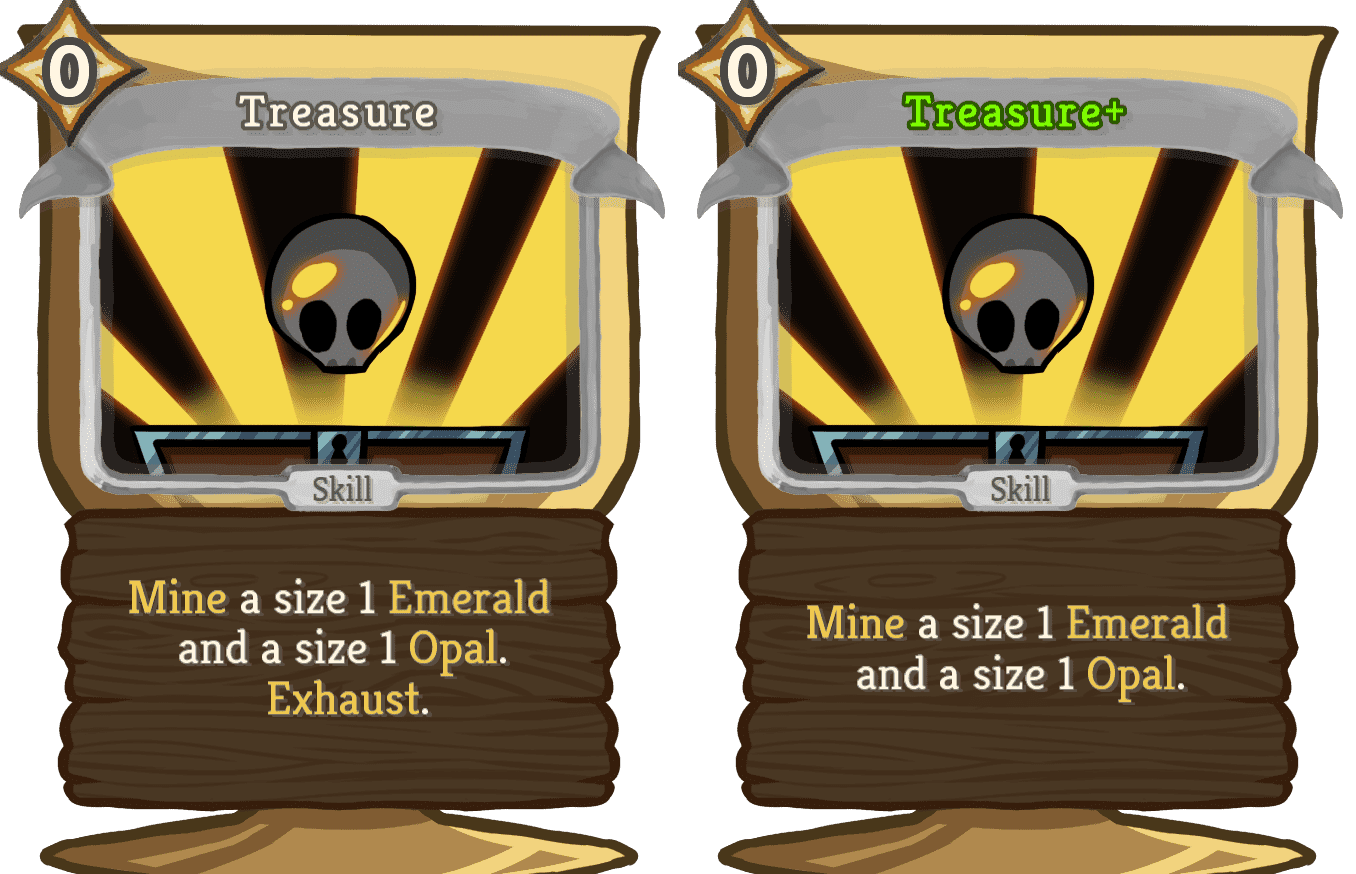 0
Treasure
Skill
Mine a size 1 Emerald
and a size 1 Opal.
Exhaust.
0
Treasure+
Skill
Mine a size 1 Emerald
and a size 1 Opal.